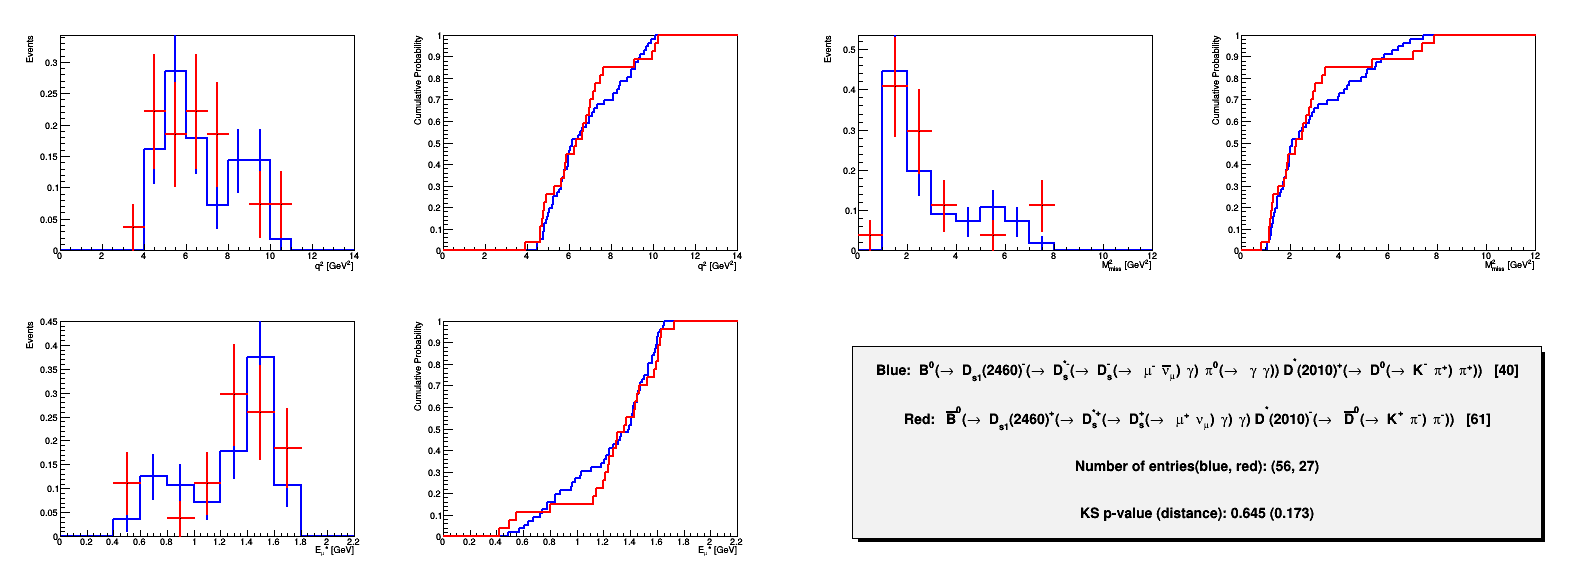 Events
0.3
0.25
0.2
0.15
0.1
0.05
0
0 2 4 6 8 10 12 14
q² [GeV²]
Cumulative Probability
1
0.9
0.8
0.7
0.6
0.5
0.4
0.3
0.2
0.1
0
0 2 4 6 8 10 12 14
q² [GeV²]
Events
0.5
0.4
0.3
0.2
0.1
0
0 2 4 6 8 10 12
M²miss [GeV²]
Cumulative Probability
1
0.9
0.8
0.7
0.6
0.5
0.4
0.3
0.2
0.1
0
0 2 4 6 8 10 12
M²miss [GeV²]
Events
0.45
0.4
0.35
0.3
0.25
0.2
0.15
0.1
0.05
0
0 0.2 0.4 0.6 0.8 1 1.2 1.4 1.6 1.8 2 2.2
Eμ* [GeV]
Cumulative Probability
1
0.9
0.8
0.7
0.6
0.5
0.4
0.3
0.2
0.1
0
0 0.2 0.4 0.6 0.8 1 1.2 1.4 1.6 1.8 2 2.2
Eμ* [GeV]
Blue: B⁰(→ Ds1(2460)⁻(→ Ds*⁻(→ Ds⁻(→ μ⁻ ν̅μ) γ) π⁰(→ γ γ)) D*(2010)⁺(→ D⁰(→ K⁻ π⁺) π⁺)) [40]
Red: B̅⁰(→ Ds1(2460)⁺(→ Ds*⁺(→ Ds⁺(→ μ⁺ νμ) γ) γ) D*(2010)⁻(→ D̅⁰(→ K⁺ π⁻) π⁻)) [61]
Number of entries(blue, red): (56, 27)
KS p-value (distance): 0.645 (0.173)